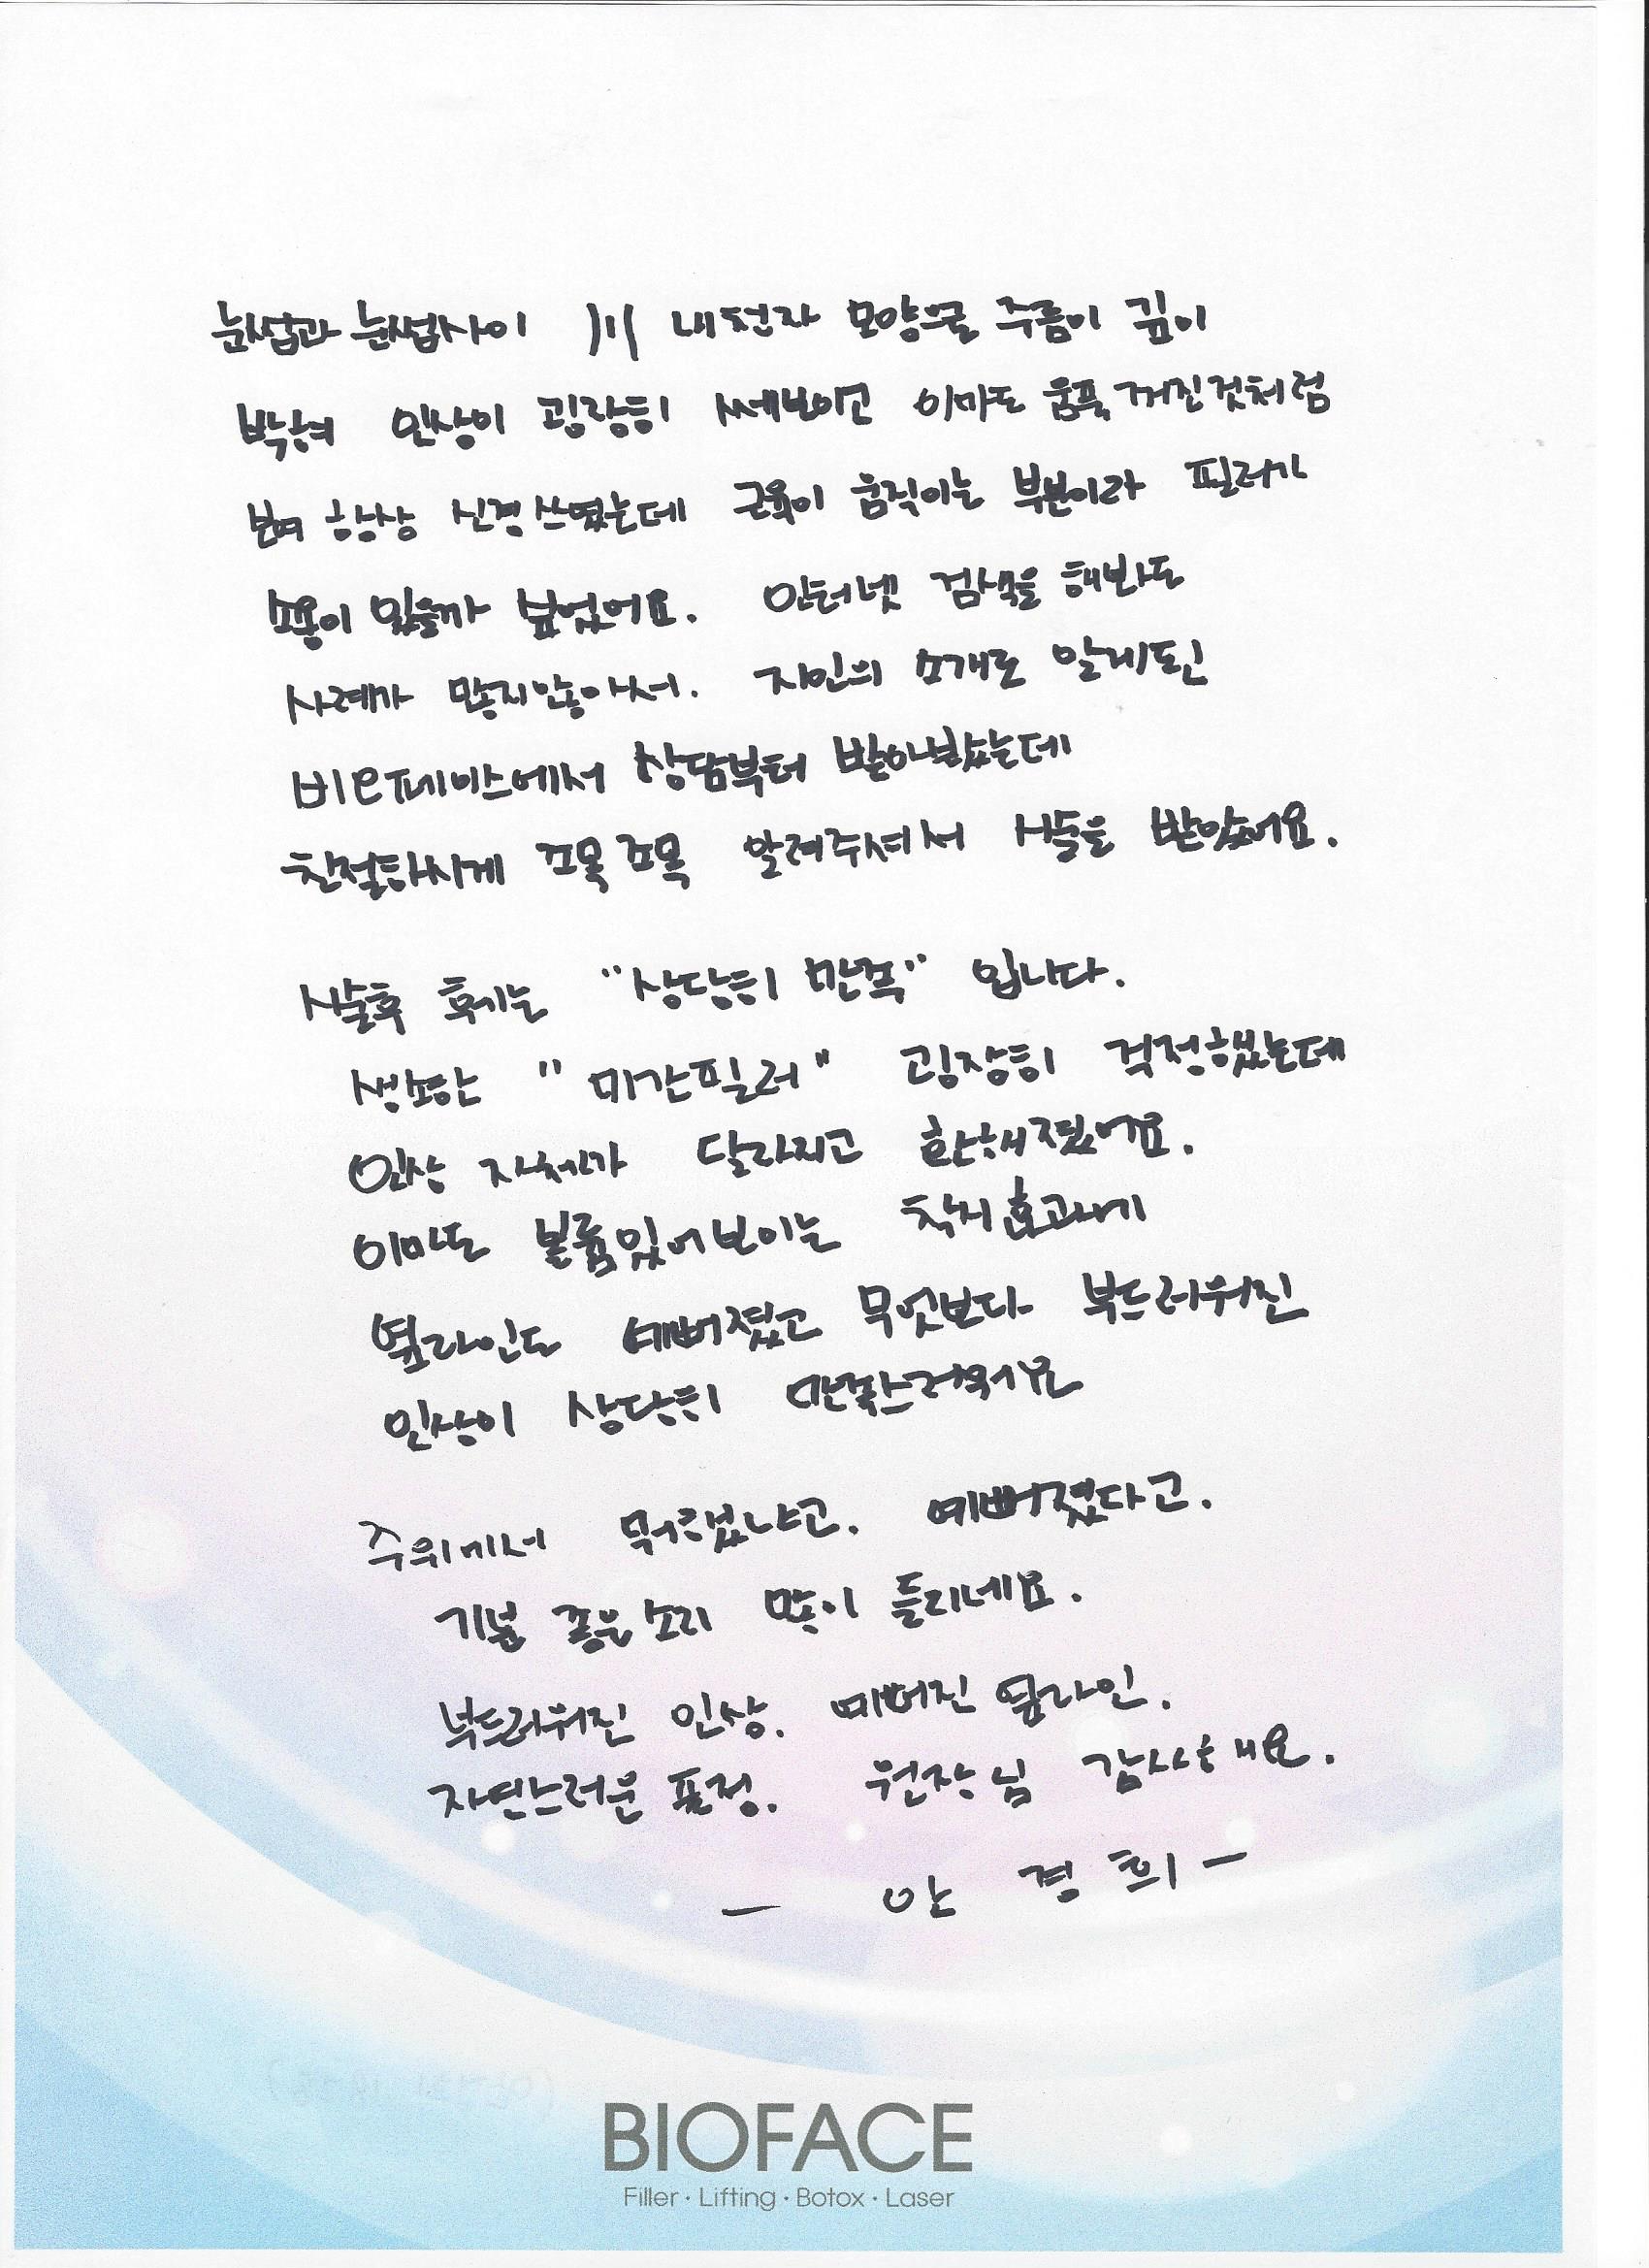 눈썹과 눈썹사이 川 내천자 모양으로 주름이 깊이
박혀 인상이 굉장히 쎄보이고 이마도 움푹 꺼진것처럼
보여 항상 신경쓰였는데 근육이 움직이는 부분이라 필러가
소용이 있을까 싶었어요. 인터넷 검색을 해봐도
사례가 많지않아서. 지인의 소개로 알게된
비오페이스에서 상담부터 받아보았는데
친절하시게 조목조목 알려주셔서 시술을 받았어요.
시술후 후기는 "상당히 만족" 입니다.
생소한 "미간필러" 굉장히 걱정했는데
인상 자체가 달라지고 환해졌어요.
이마도 볼륨있어보이는 착시효과에
옆라인도 예뻐졌고 무엇보다 부드러워진
인상이 상당히 만족스러워요
주위에서 뭐했냐고. 예뻐졌다고.
기분 좋은소리 많이 들리네요.
부드러워진 인상. 예뻐진 옆라인.
자연스러운 표정. 원장님 감사해요.
— 안 경 희 —
BIOFACE
Filler · Lifting · Botox · Laser